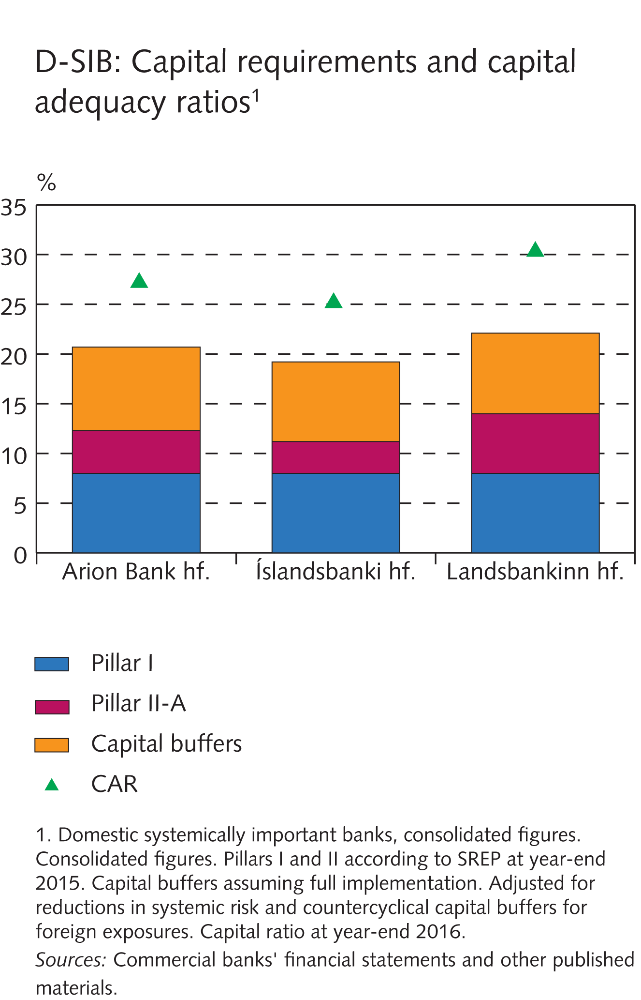 D-SIB: Capital requirements and capital
adequacy ratios¹
%
35
30
25
20
15
10
5
0
Arion Bank hf.
Íslandsbanki hf.
Landsbankinn hf.
Pillar I
Pillar II-A
Capital buffers
CAR
1. Domestic systemically important banks, consolidated figures.
Consolidated figures. Pillars I and II according to SREP at year-end
2015. Capital buffers assuming full implementation. Adjusted for
reductions in systemic risk and countercyclical capital buffers for
foreign exposures. Capital ratio at year-end 2016.
Sources: Commercial banks' financial statements and other published
materials.